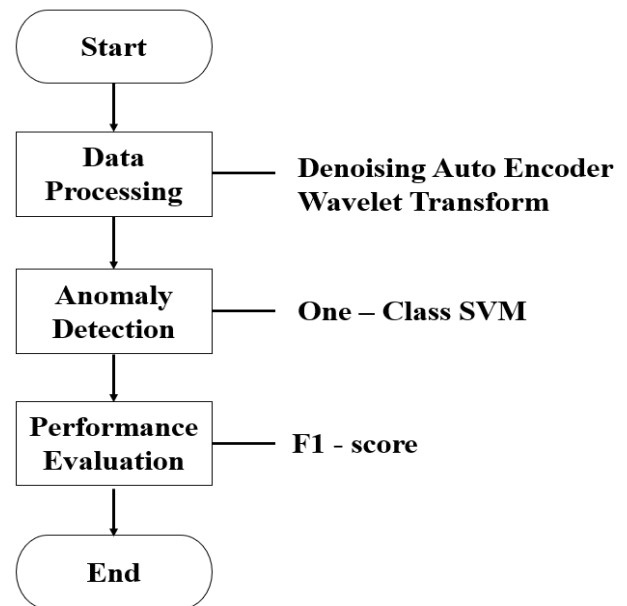 Start
Data
Processing
Denoising Auto Encoder
Wavelet Transform
Anomaly
Detection
One – Class SVM
Performance
Evaluation
F1 - score
End